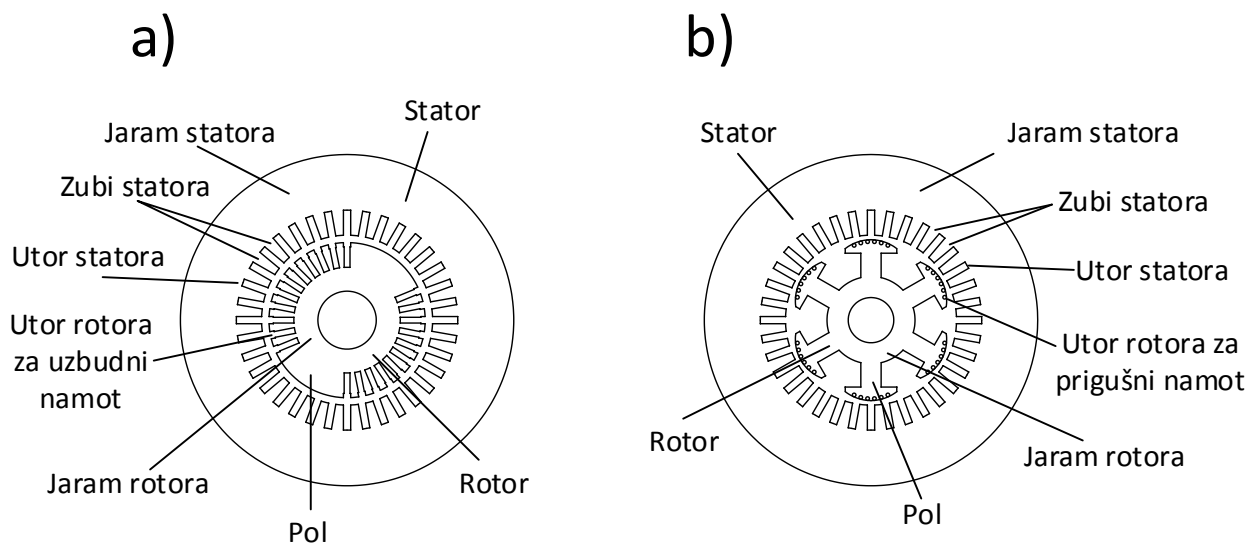 a)
Stator
Jaram statora
Zubi statora
Utor statora
Utor rotora
za uzbudni
namot
Jaram rotora
Pol
Rotor
b)
Stator
Jaram statora
Zubi statora
Utor statora
Utor rotora za
prigušni namot
Rotor
Jaram rotora
Pol